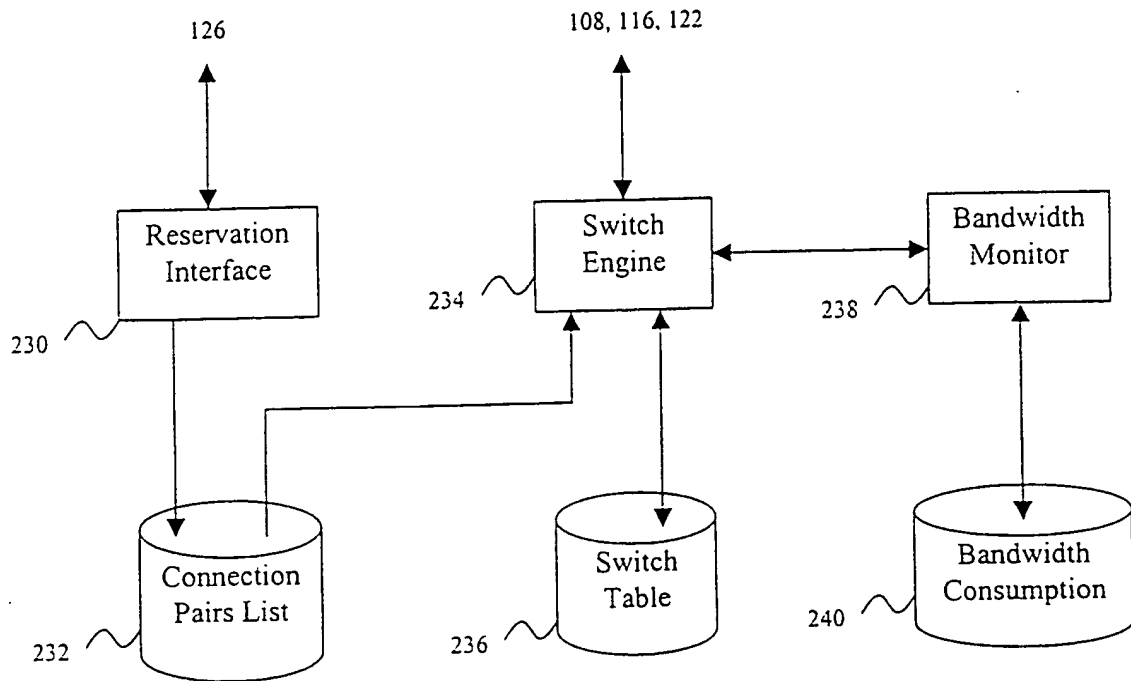 126
108, 116, 122
Reservation
Interface
230
Switch
Engine
234
Bandwidth
Monitor
238
Connection
Pairs List
232
Switch
Table
236
Bandwidth
Consumption
240